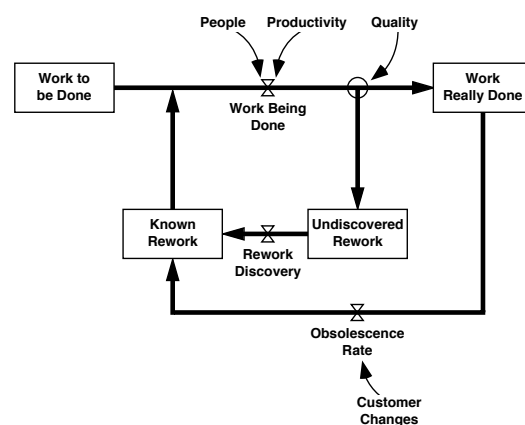 People
Productivity
Quality
Work to
be Done
Work
Really Done
Work Being
Done
Known
Rework
Undiscovered
Rework
Rework
Discovery
Obsolescence
Rate
Customer
Changes